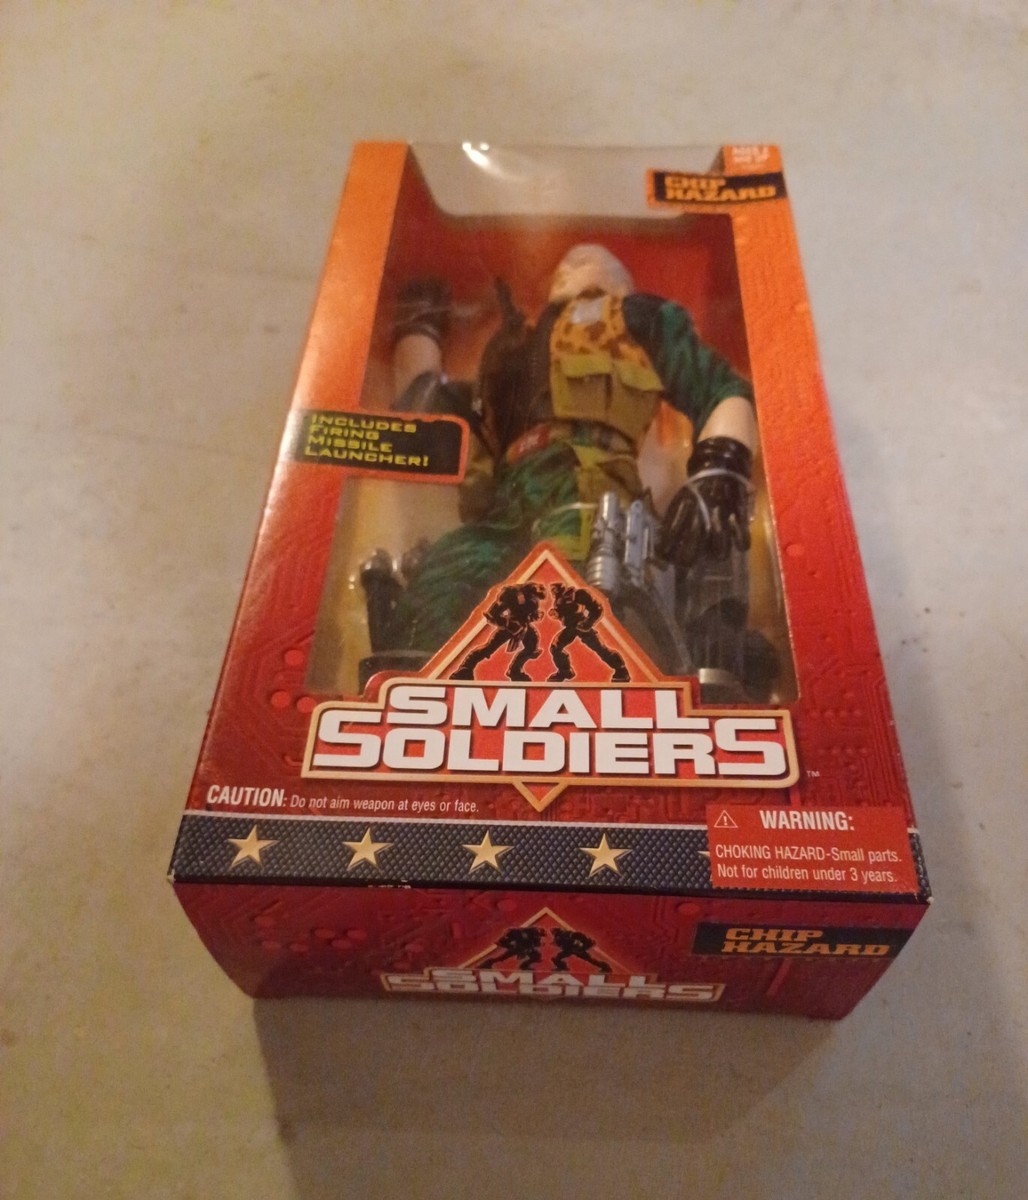 CHIP
HAZARD
INCLUDES
FIRING
MISSILE
LAUNCHER!
SMALL
SOLDIERS
TM
CAUTION: Do not aim weapon at eyes or face.
WARNING:
CHOKING HAZARD-Small parts.
Not for children under 3 years.
CHIP
HAZARD
SMALL
SOLDIERS